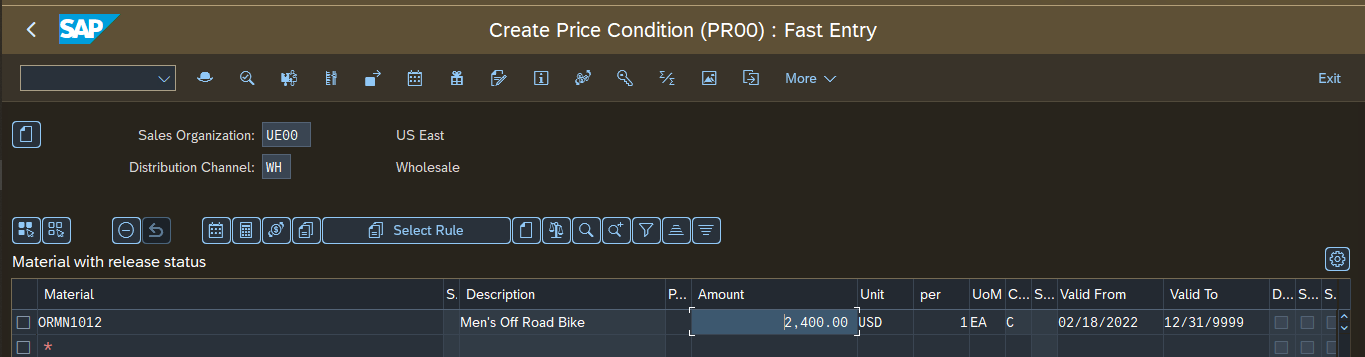 SAP
Create Price Condition (PR00) : Fast Entry
More
Exit
Sales Organization: UE00 US East
Distribution Channel: WH Wholesale
Select Rule
Material with release status
Material S. Description P... Amount Unit per UoM C... S... Valid From Valid To D... S... S.
ORMN1012 Men's Off Road Bike 2,400.00 USD 1 EA C 02/18/2022 12/31/9999
*